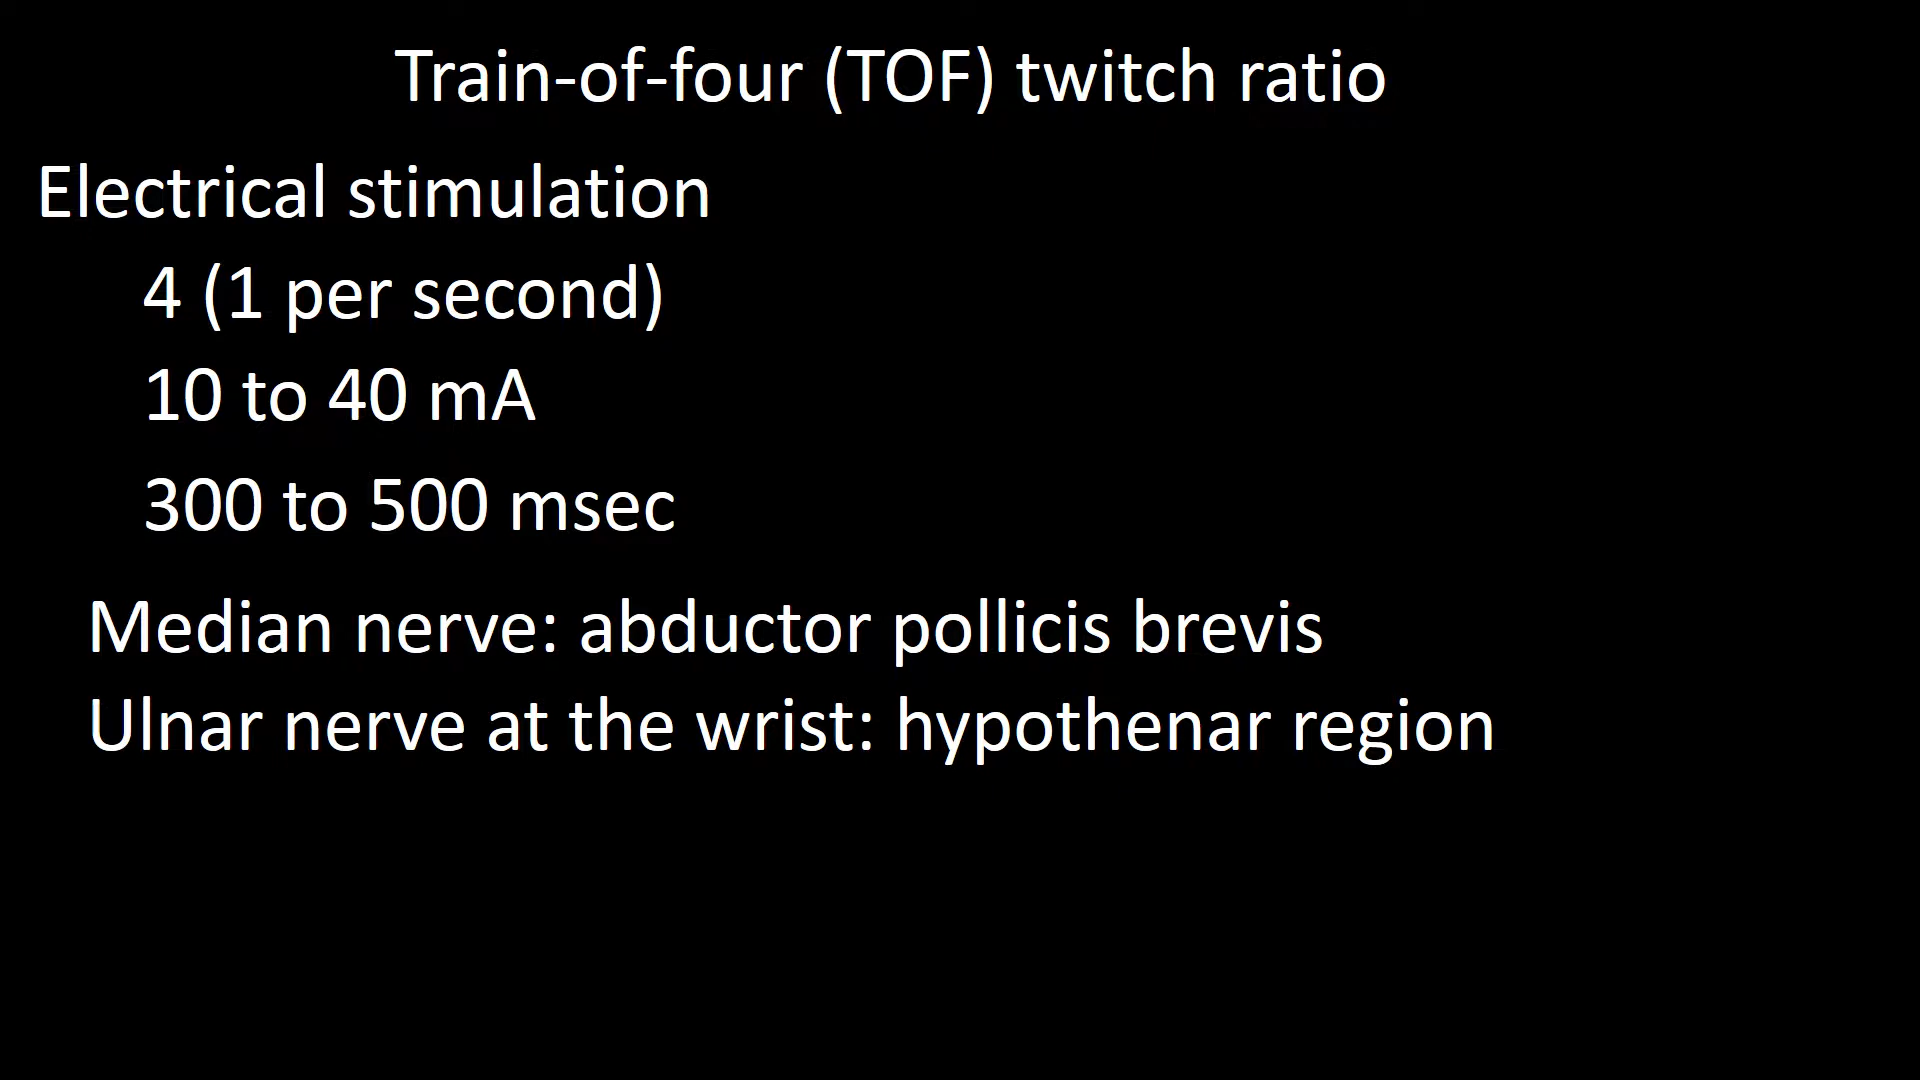 Train-of-four (TOF) twitch ratio
Electrical stimulation
4 (1 per second)
10 to 40 mA
300 to 500 msec
Median nerve: abductor pollicis brevis
Ulnar nerve at the wrist: hypothenar region